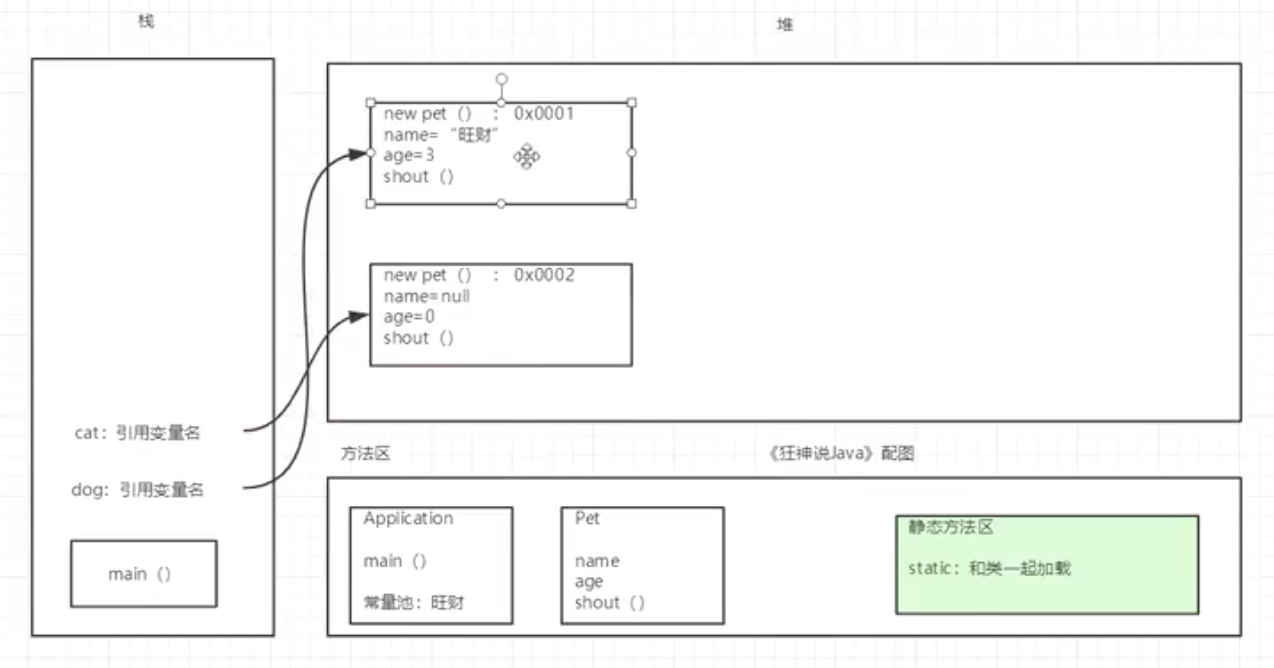 栈
堆
new pet（） ： 0x0001
name= “旺财”
age=3
shout（）
new pet（） ： 0x0002
name=null
age=0
shout（）
cat：引用变量名
dog：引用变量名
main（）
方法区
《狂神说Java》配图
Application
main（）
常量池：旺财
Pet
name
age
shout（）
静态方法区
static：和类一起加载